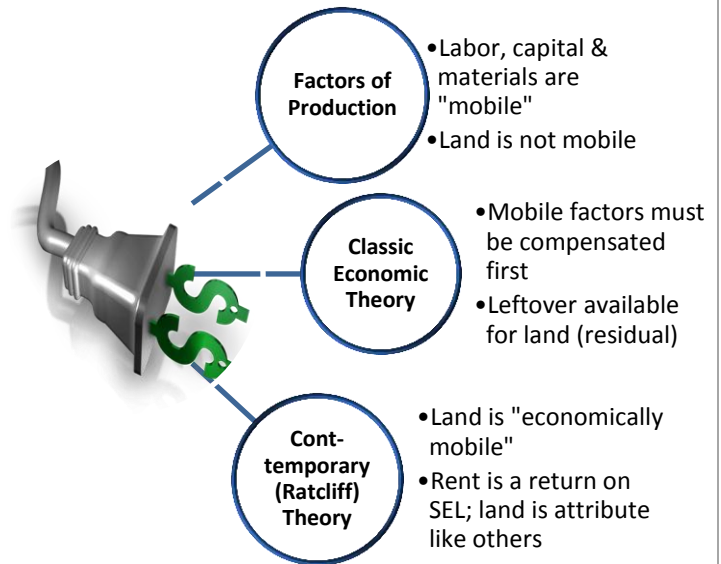 Factors of
Production
•Labor, capital &
materials are
"mobile"
•Land is not mobile
Classic
Economic
Theory
•Mobile factors must
be compensated
first
•Leftover available
for land (residual)
Cont-
temporary
(Ratcliff)
Theory
•Land is "economically
mobile"
•Rent is a return on
SEL; land is attribute
like others
$
$